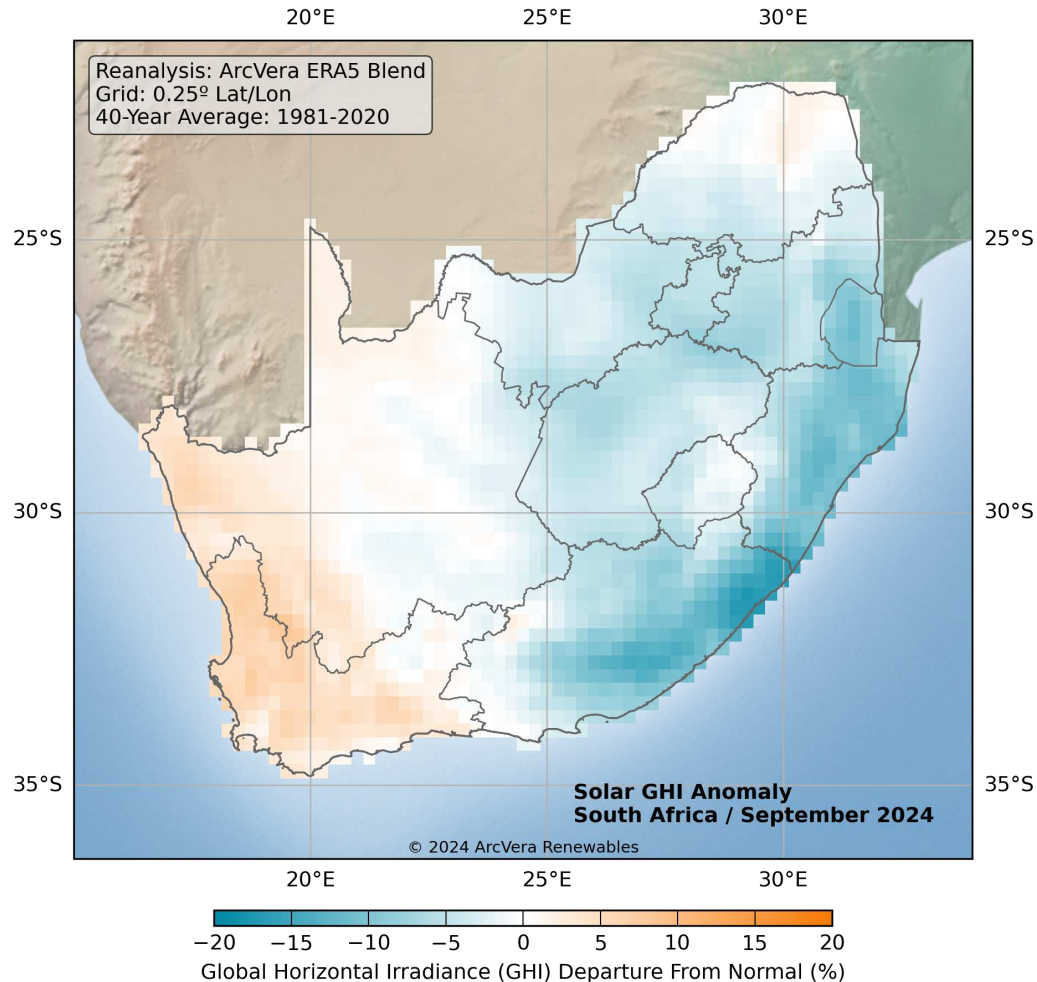 20°E 25°E 30°E
Reanalysis: ArcVera ERA5 Blend
Grid: 0.25º Lat/Lon
40-Year Average: 1981-2020
25°S 25°S
30°S 30°S
35°S 35°S
Solar GHI Anomaly
South Africa / September 2024
© 2024 ArcVera Renewables
20°E 25°E 30°E
−20 −15 −10 −5 0 5 10 15 20
Global Horizontal Irradiance (GHI) Departure From Normal (%)